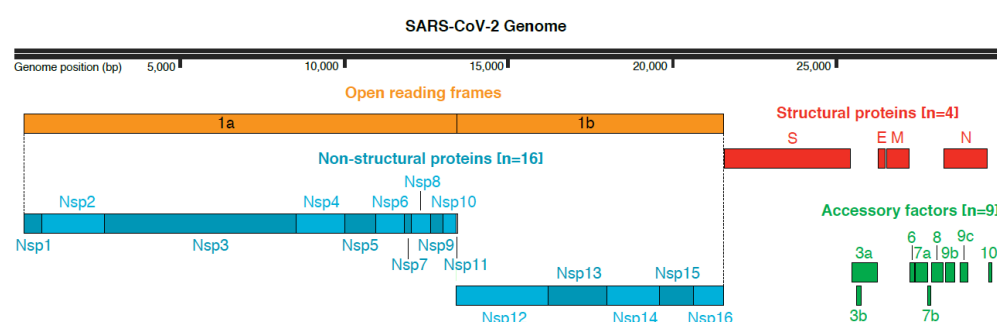 SARS-CoV-2 Genome
Genome position (bp) 5,000 10,000 15,000 20,000 25,000
Open reading frames
1a 1b
Structural proteins [n=4]
S E M N
Non-structural proteins [n=16]
Nsp8
Nsp2 Nsp4 Nsp6 Nsp10
Accessory factors [n=9]
6 8 9c
3a 7a 9b 10
Nsp1 Nsp3 Nsp5 Nsp9
Nsp7 Nsp11
Nsp13 Nsp15
3b 7b
Nsp12 Nsp14 Nsp16